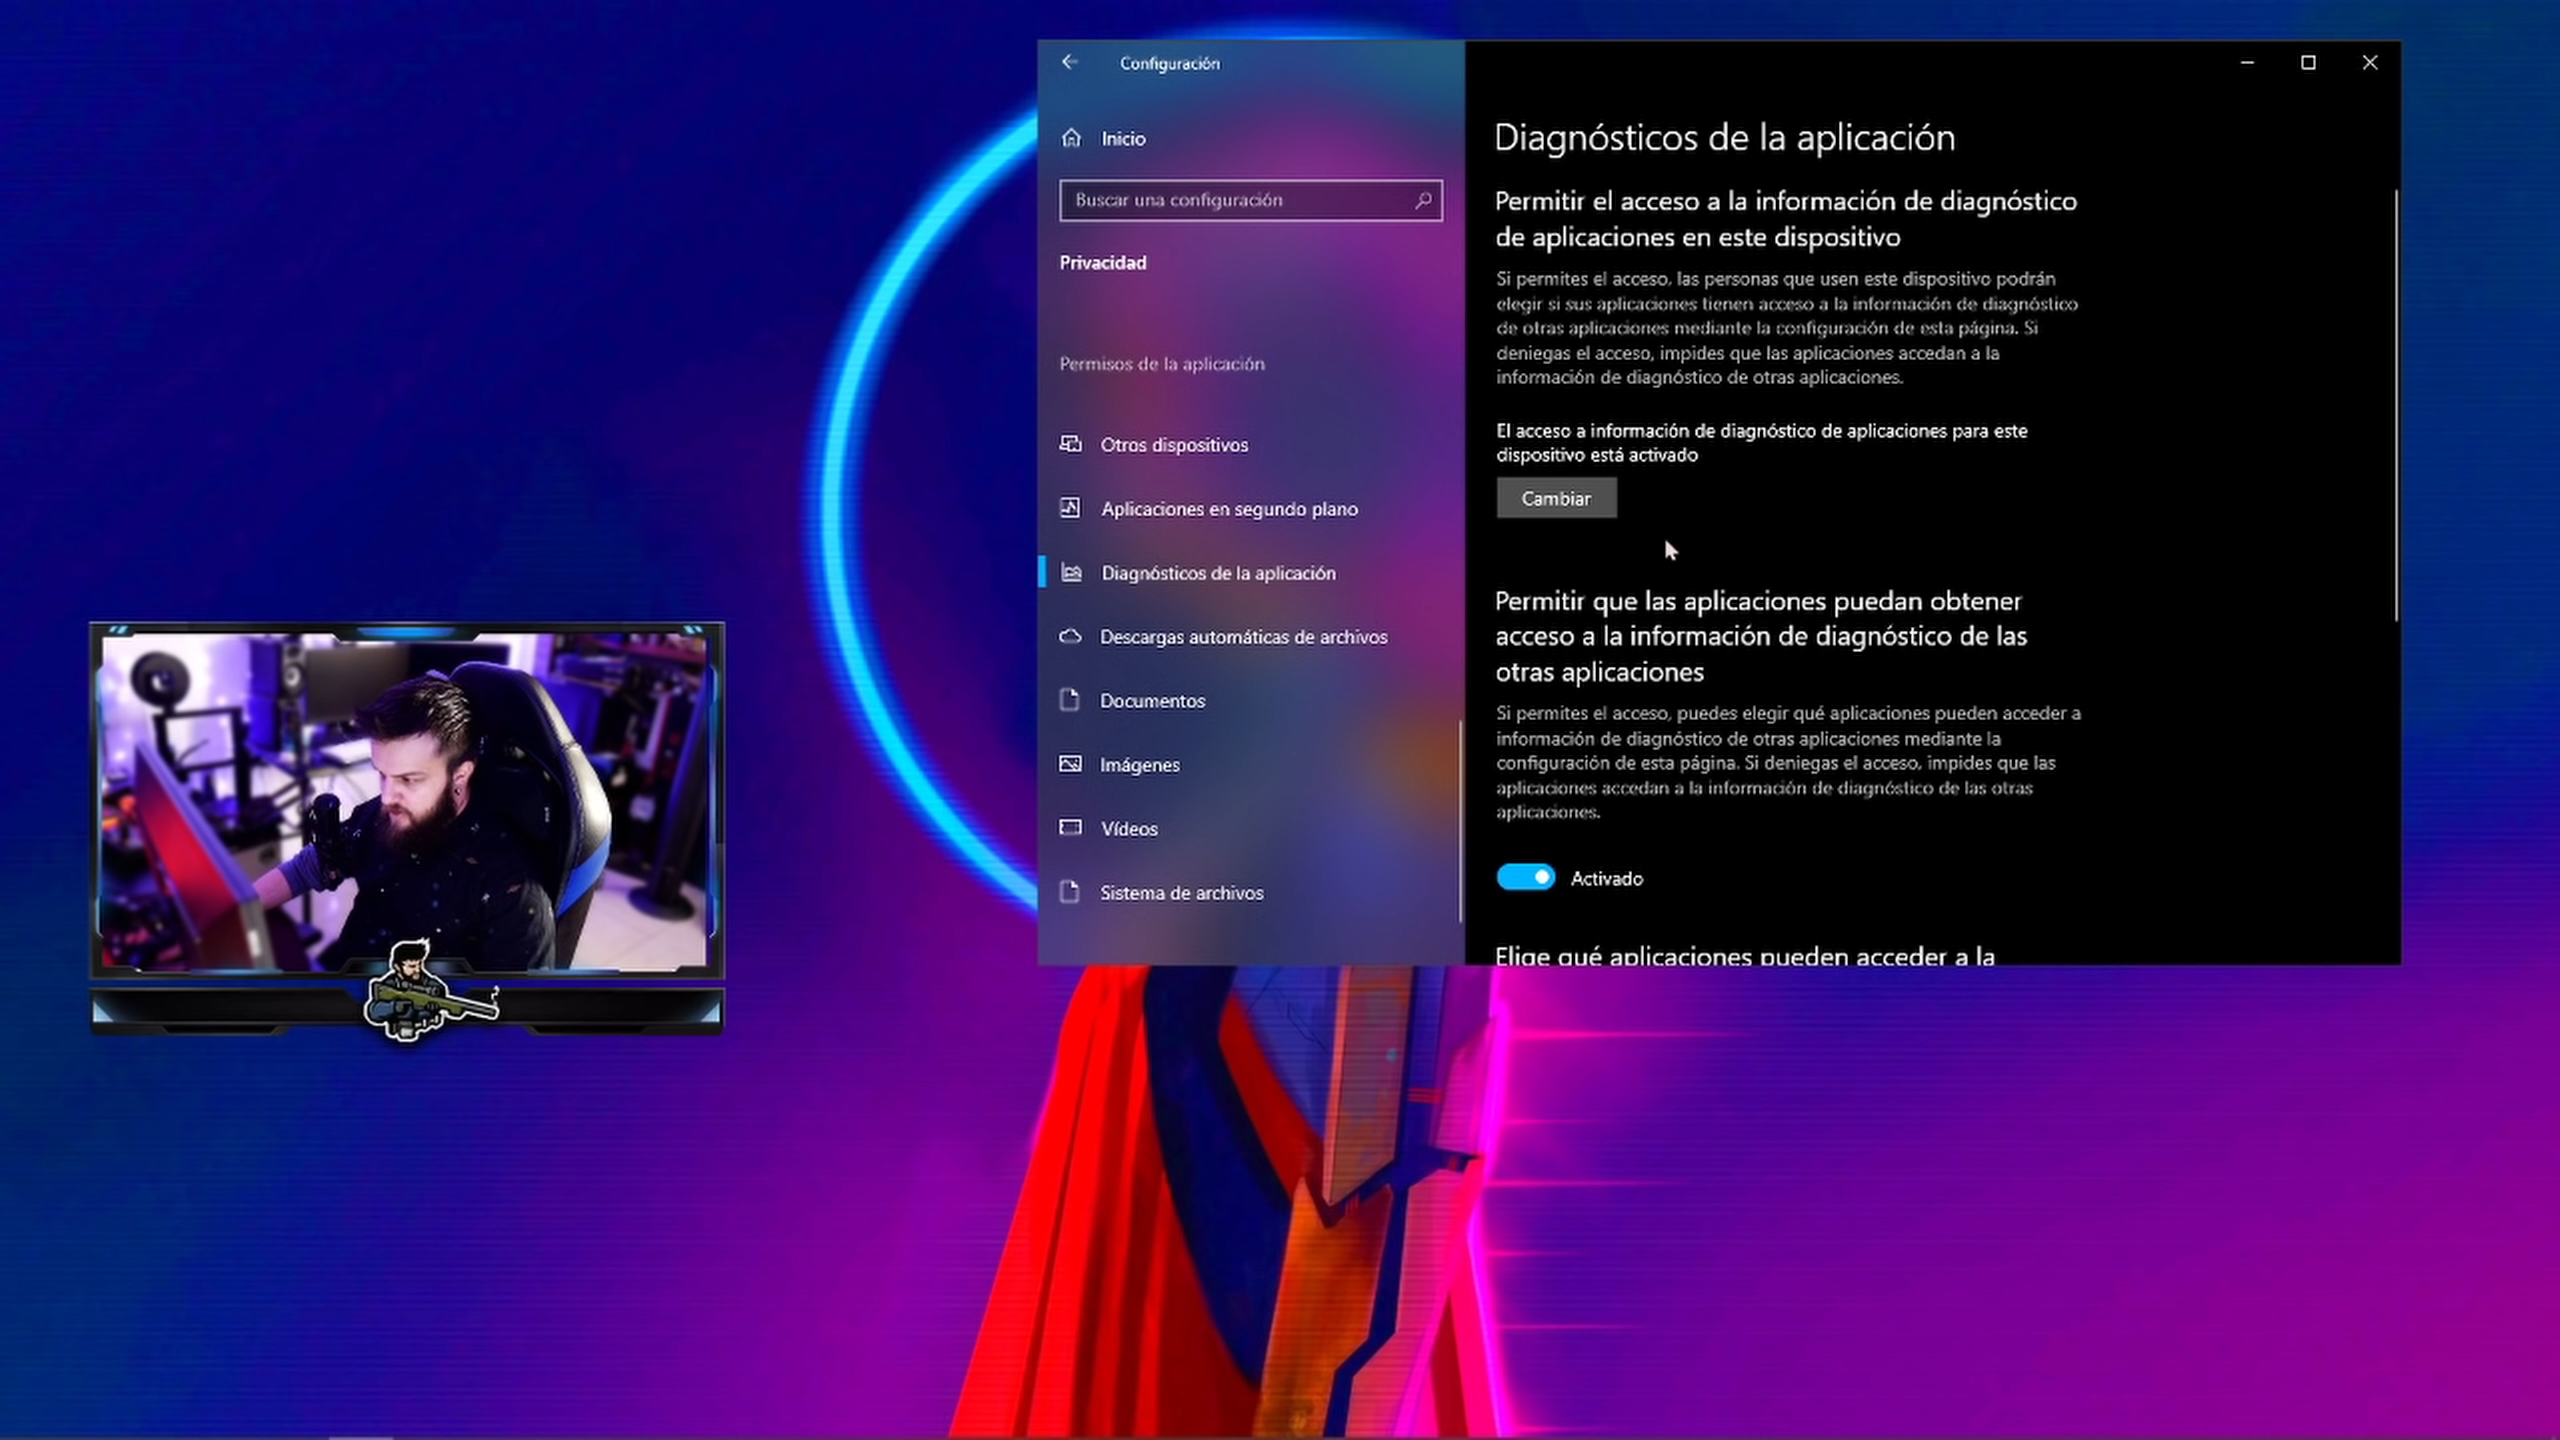 Configuración
Inicio
Buscar una configuración
Privacidad
Permisos de la aplicación
Otros dispositivos
Aplicaciones en segundo plano
Diagnósticos de la aplicación
Descargas automáticas de archivos
Documentos
Imágenes
Vídeos
Sistema de archivos
Diagnósticos de la aplicación
Permitir el acceso a la información de diagnóstico
de aplicaciones en este dispositivo
Si permites el acceso, las personas que usen este dispositivo podrán
elegir si sus aplicaciones tienen acceso a la información de diagnóstico
de otras aplicaciones mediante la configuración de esta página. Si
deniegas el acceso, impides que las aplicaciones accedan a la
información de diagnóstico de otras aplicaciones.
El acceso a información de diagnóstico de aplicaciones para este
dispositivo está activado
Cambiar
Permitir que las aplicaciones puedan obtener
acceso a la información de diagnóstico de las
otras aplicaciones
Si permites el acceso, puedes elegir qué aplicaciones pueden acceder a
información de diagnóstico de otras aplicaciones mediante la
configuración de esta página. Si deniegas el acceso, impides que las
aplicaciones accedan a la información de diagnóstico de las otras
aplicaciones.
Activado
Elige qué aplicaciones pueden acceder a la